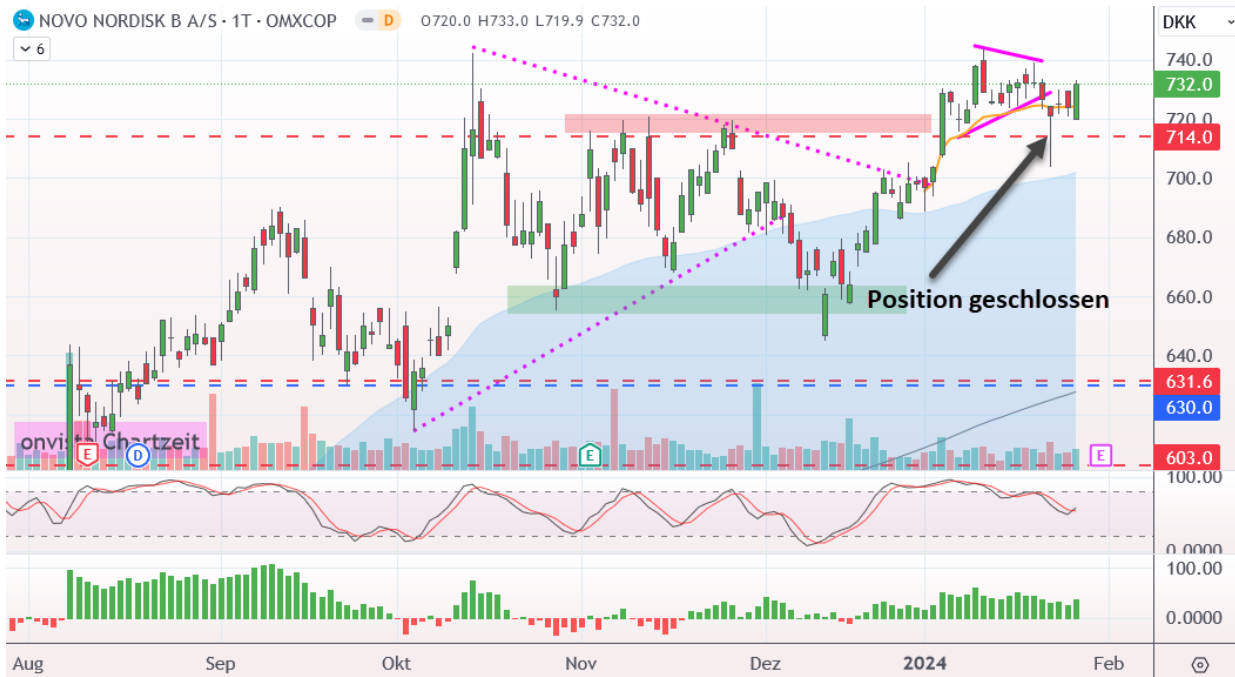 NOVO NORDISK B A/S · 1T · OMXCOP D O720.0 H733.0 L719.9 C732.0
DKK
6
740.0
732.0
720.0
714.0
700.0
680.0
Position geschlossen
660.0
640.0
631.6
630.0
onvista Chartzeit
E
D
E
E
603.0
100.00
0.0000
100.00
0.0000
Aug Sep Okt Nov Dez 2024 Feb